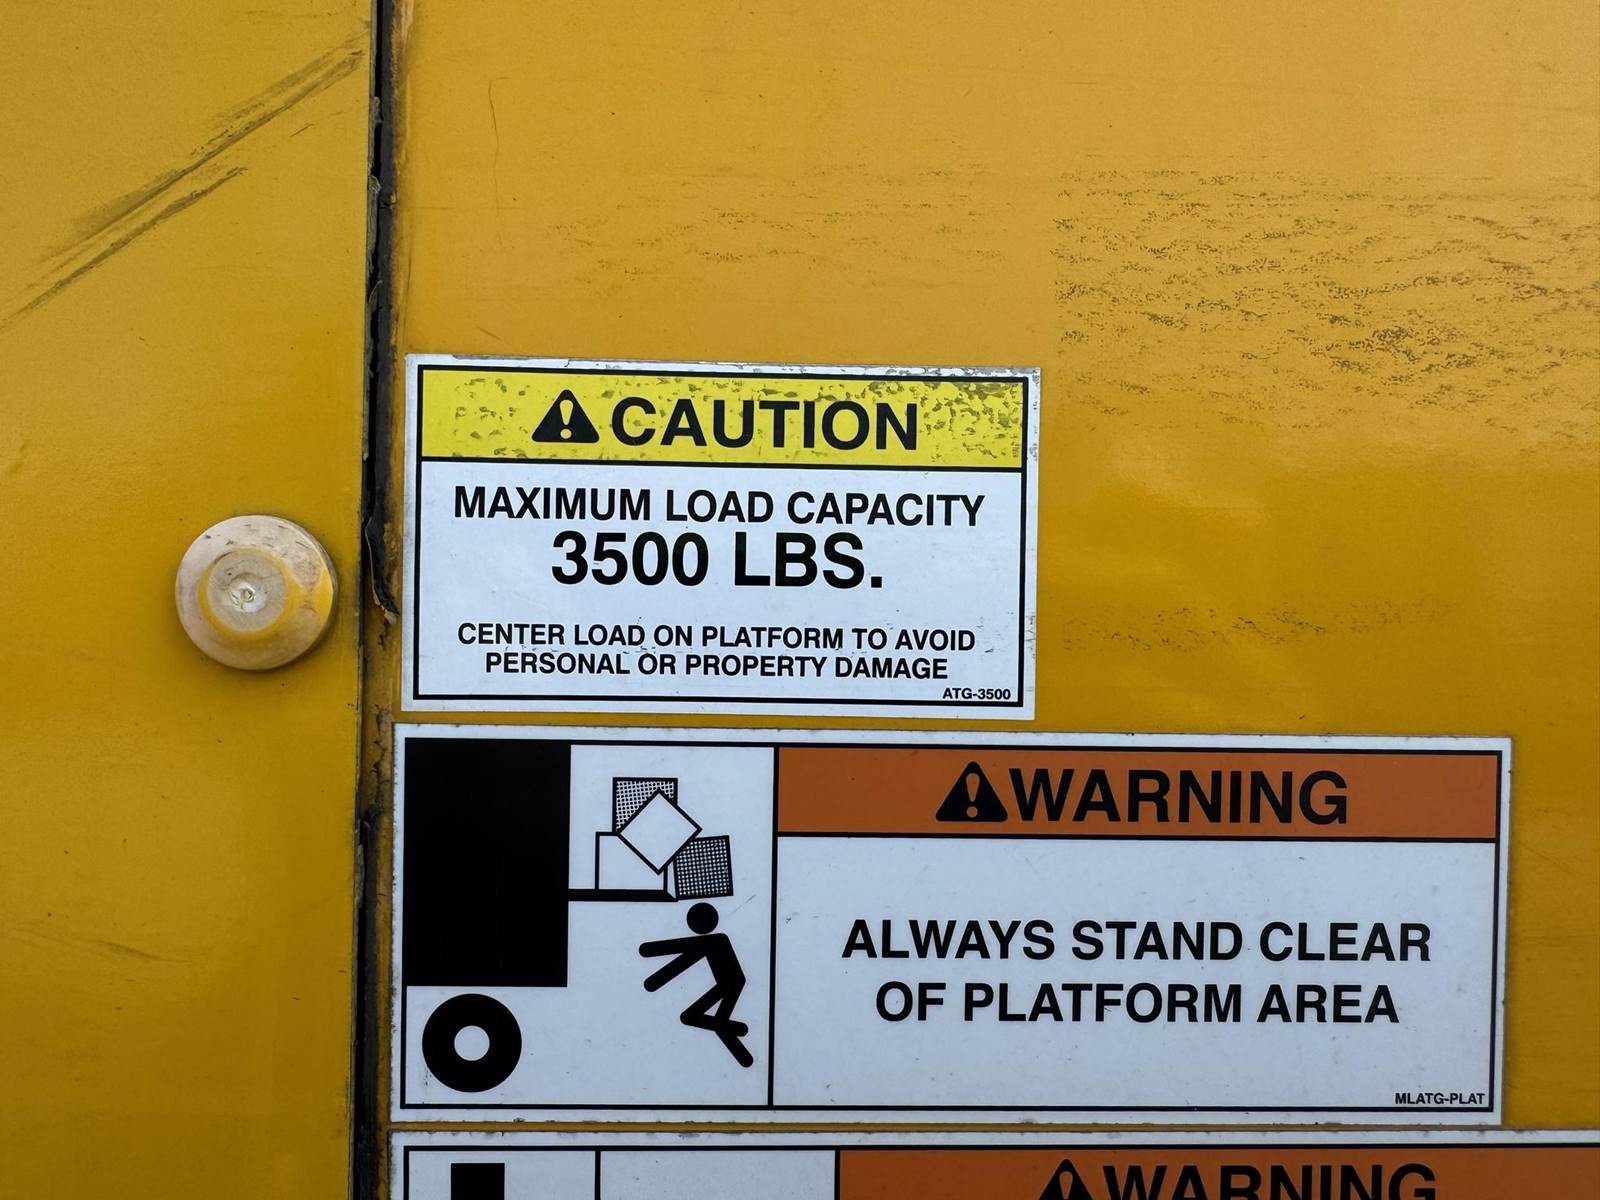 CAUTION
MAXIMUM LOAD CAPACITY
3500 LBS.
CENTER LOAD ON PLATFORM TO AVOID
PERSONAL OR PROPERTY DAMAGE
ATG-3500
WARNING
ALWAYS STAND CLEAR
OF PLATFORM AREA
MLATG-PLAT
WARNING